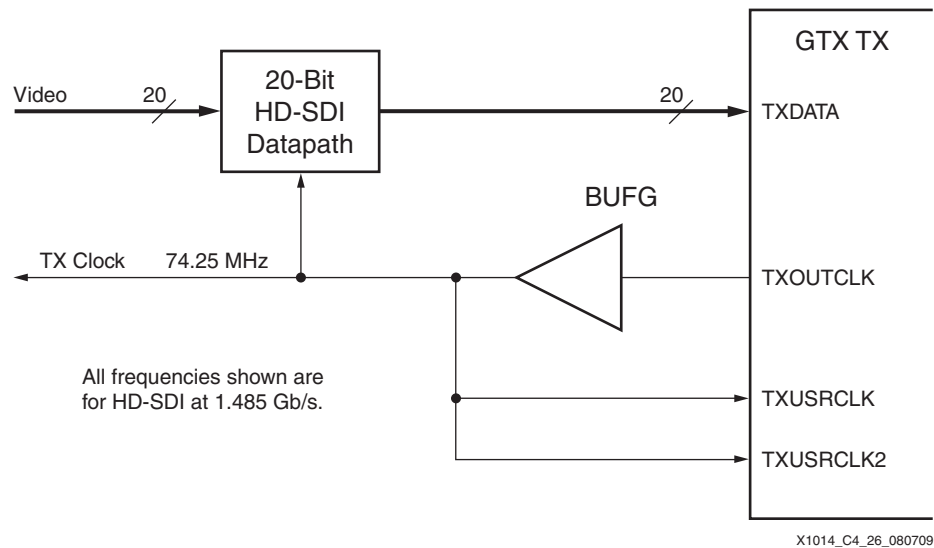 GTX TX
Video
20
20-Bit
HD-SDI
Datapath
20
TXDATA
BUFG
TX Clock 74.25 MHz
TXOUTCLK
All frequencies shown are
for HD-SDI at 1.485 Gb/s.
TXUSRCLK
TXUSRCLK2
X1014_C4_26_080709